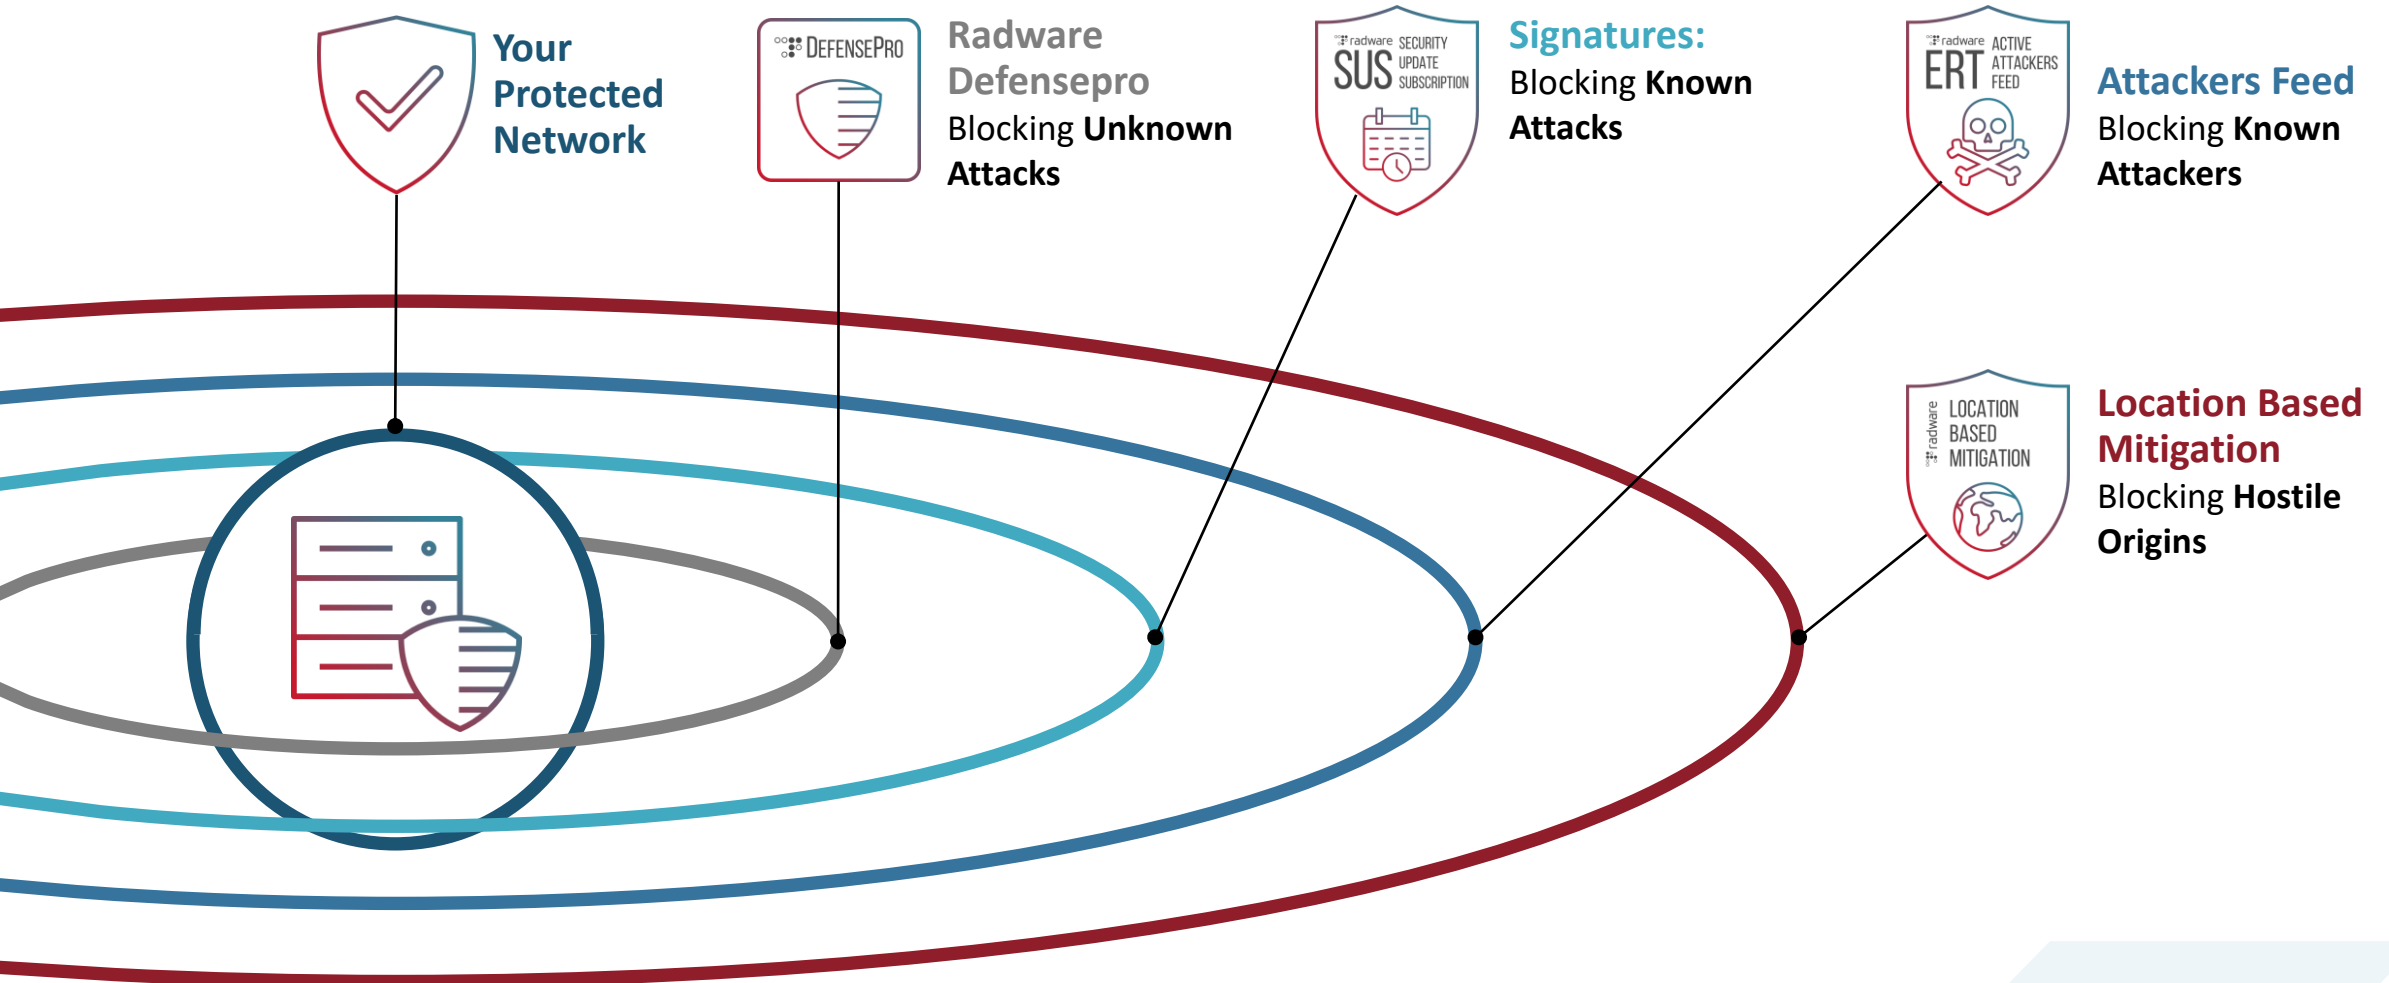 Your
Protected
Network
DEFENSEPRO
Radware
Defensepro
Blocking Unknown
Attacks
radware
SUS
SECURITY
UPDATE
SUBSCRIPTION
Signatures:
Blocking Known
Attacks
radware
ERT
ACTIVE
ATTACKERS
FEED
Attackers Feed
Blocking Known
Attackers
radware
LOCATION
BASED
MITIGATION
Location Based
Mitigation
Blocking Hostile
Origins